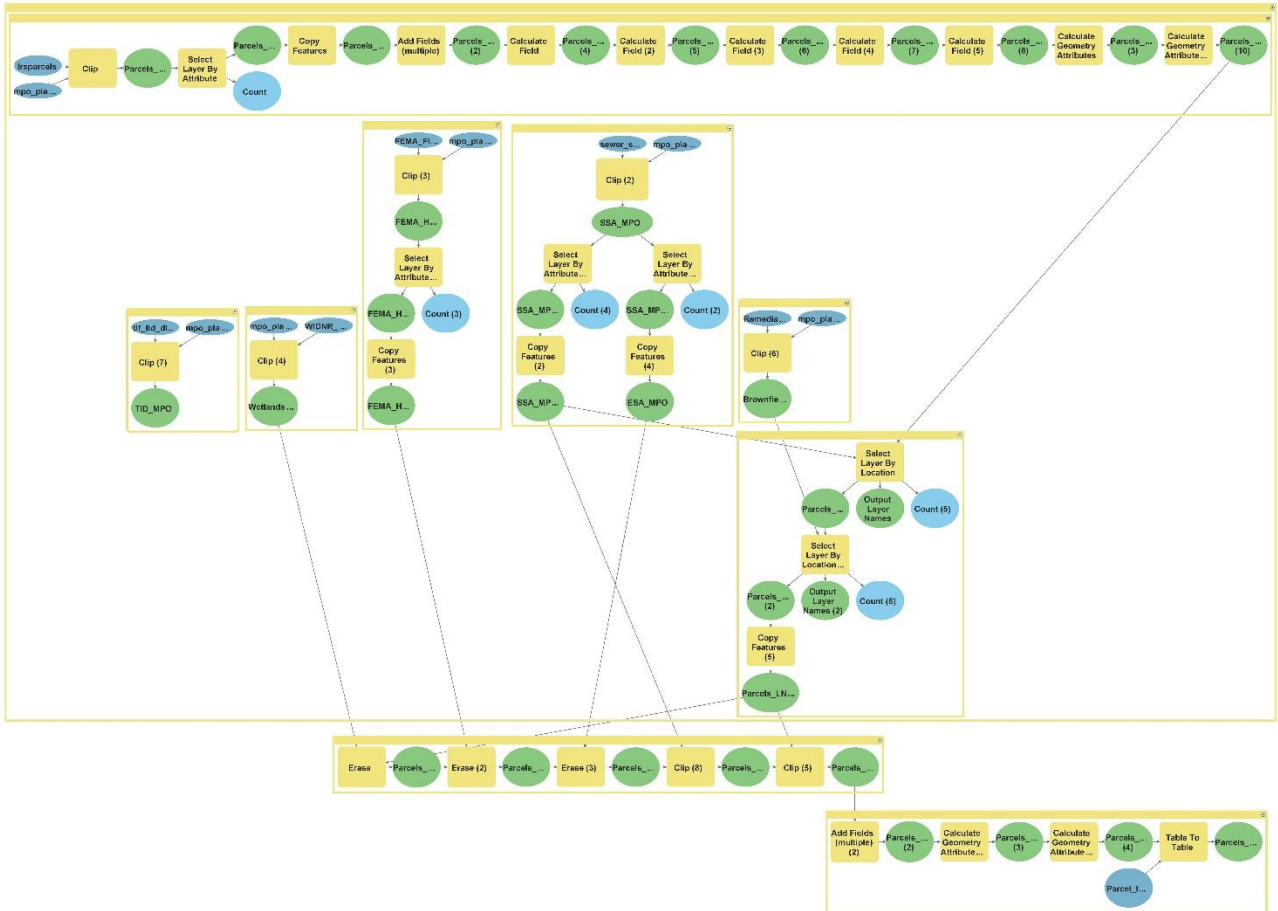 lrsparcels
mpo_pla ...
Clip
Parcels_...
Select
Layer By
Attribute
Parcels_...
Count
Copy
Features
Parcels_...
Add Fields
(multiple)
Parcels_...
(2)
Calculate
Field
Parcels_...
(4)
Calculate
Field (2)
Parcels_...
(5)
Calculate
Field (3)
Parcels_...
(6)
Calculate
Field (4)
Parcels_...
(7)
Calculate
Field (5)
Parcels_...
(8)
Calculate
Geometry
Attributes
Parcels_...
(3)
Calculate
Geometry
Attribute...
Parcels_...
(10)
FEMA_Fl...
mpo_pla ...
Clip (3)
FEMA_H...
Select
Layer By
Attribute...
FEMA_H...
Count (3)
Copy
Features
(3)
FEMA_H...
sewer_s...
mpo_pla ...
Clip (2)
SSA_MPO
Select
Layer By
Attribute...
Select
Layer By
Attribute...
SSA_MP...
Count (4)
SSA_MP...
Count (2)
Copy
Features
(2)
Copy
Features
(4)
SSA_MP...
ESA_MPO
tif_tid_di...
mpo_pla ...
Clip (7)
TID_MPO
mpo_pla ...
WIDNR_...
Clip (4)
Wetlands...
Remedia...
mpo_pla ...
Clip (6)
Brownfie...
Select
Layer By
Location
Parcels_...
Output
Layer
Names
Count (5)
Select
Layer By
Location...
Parcels_...
(2)
Output
Layer
Names (2)
Count (6)
Copy
Features
(5)
Parcels_LN...
Erase
Parcels_...
Erase (2)
Parcels_...
Erase (3)
Parcels_...
Clip (8)
Parcels_...
Clip (5)
Parcels_...
Add Fields
(multiple)
(2)
Parcels_...
(2)
Calculate
Geometry
Attribute...
Parcels_...
(3)
Calculate
Geometry
Attribute...
Parcels_...
(4)
Table To
Table
Parcels_...
Parcel_I...